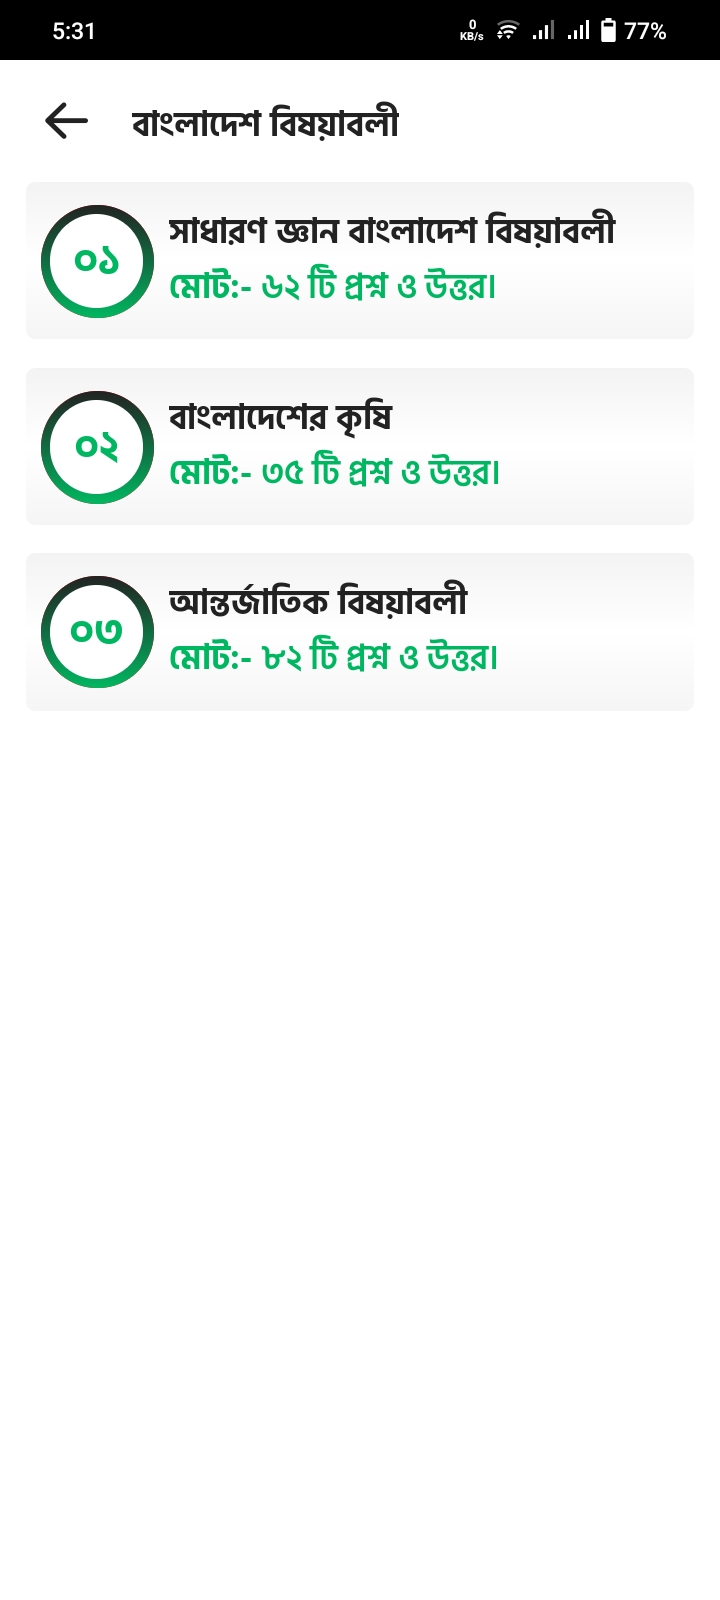 5:31
0
KB/s
77%
বাংলাদেশ বিষয়াবলী
০১
সাধারণ জ্ঞান বাংলাদেশ বিষয়াবলী
মোট:- ৬২ টি প্রশ্ন ও উত্তর।
০২
বাংলাদেশের কৃষি
মোট:- ৩৫ টি প্রশ্ন ও উত্তর।
০৩
আন্তর্জাতিক বিষয়াবলী
মোট:- ৮২ টি প্রশ্ন ও উত্তর।